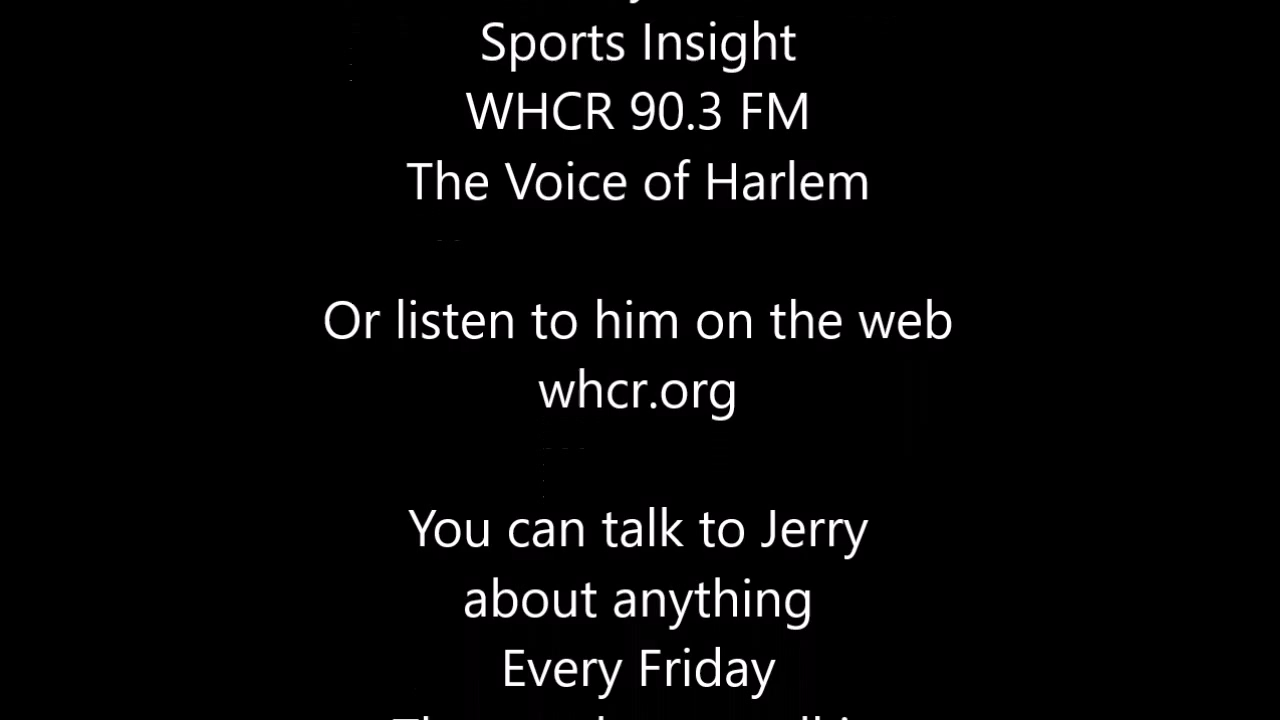 Sports Insight
WHCR 90.3 FM
The Voice of Harlem
Or listen to him on the web
whcr.org
You can talk to Jerry
about anything
Every Friday